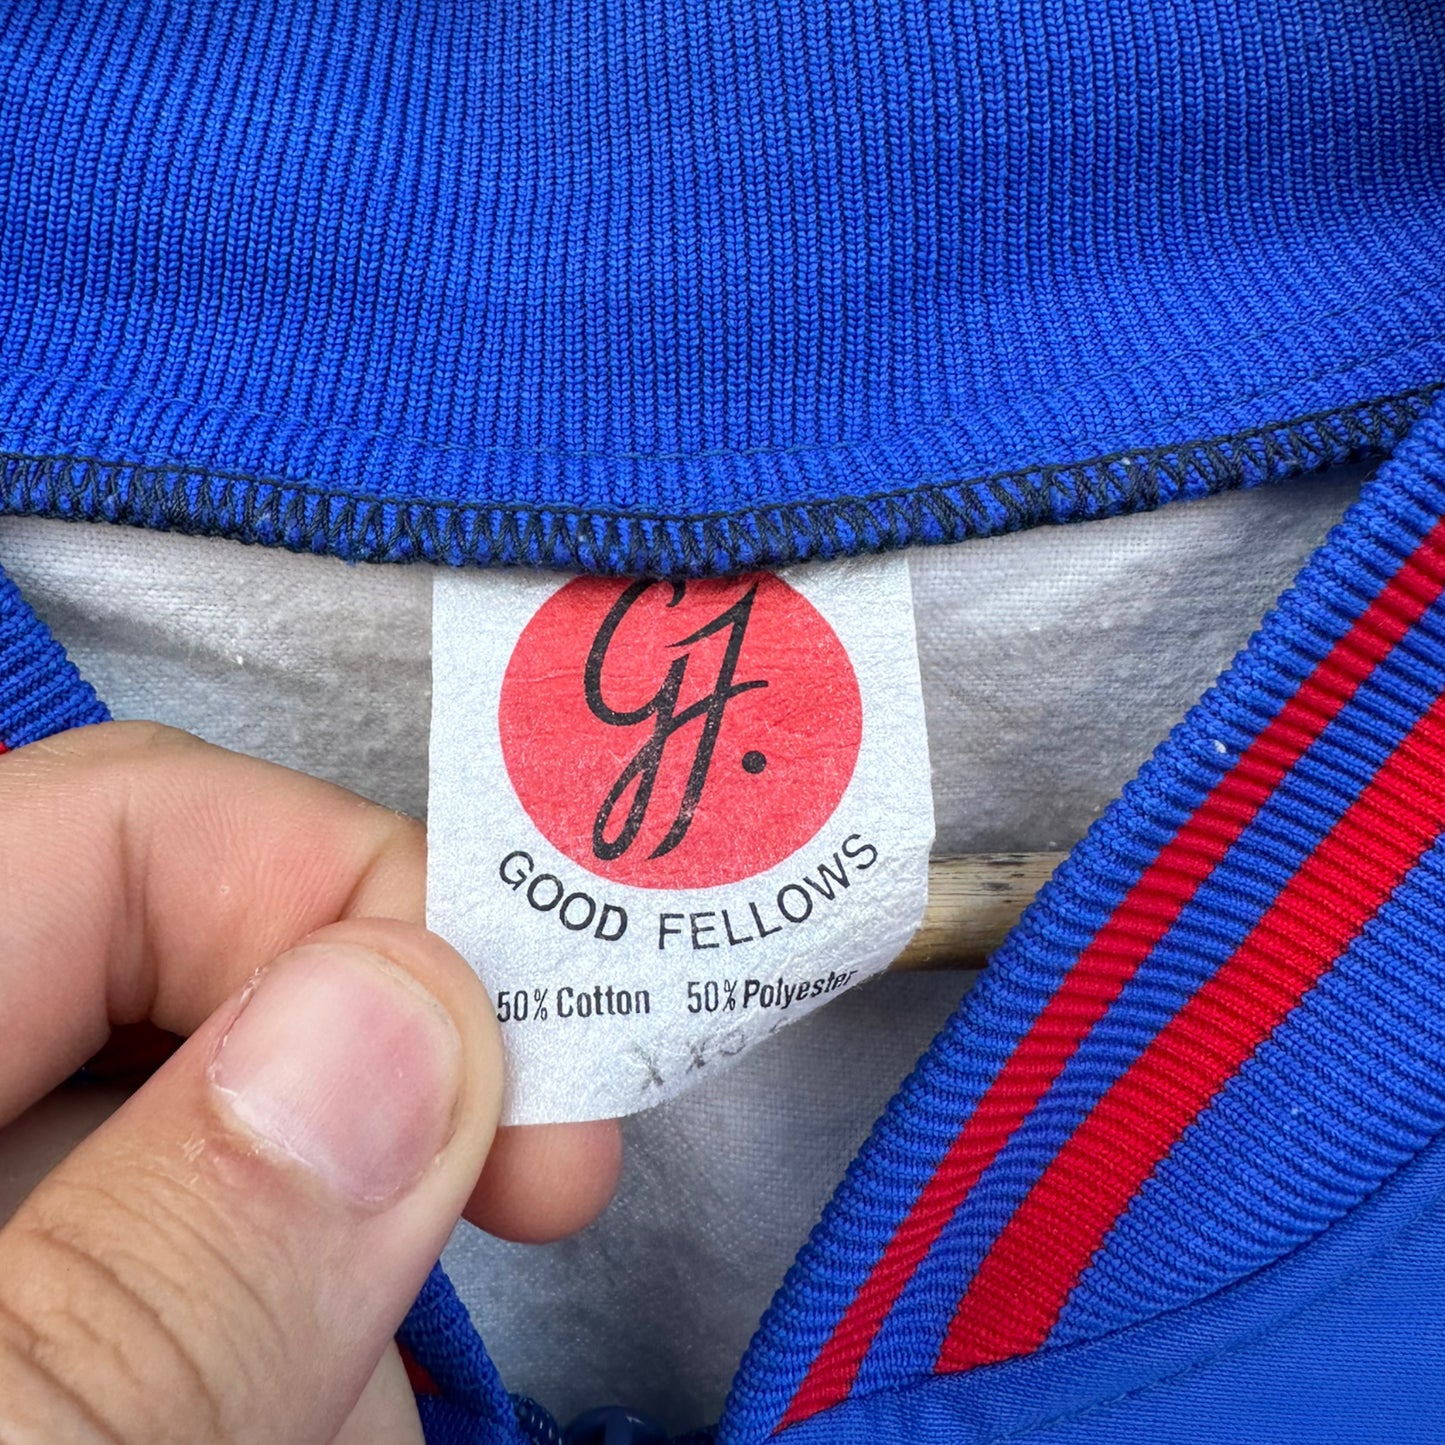 Gf.
GOOD FELLOWS
50% Cotton 50% Polyester